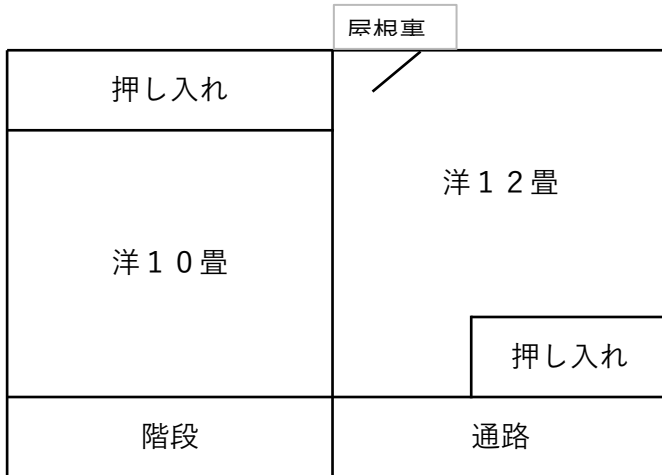 屋根裏
押し入れ
洋１２畳
洋１０畳
押し入れ
階段
通路